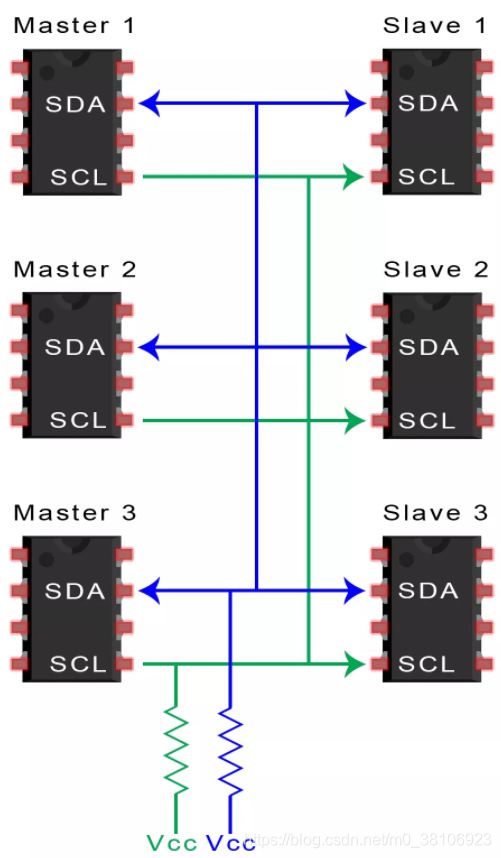 Master 1 Slave 1
SDA SDA
SCL SCL
Master 2 Slave 2
SDA SDA
SCL SCL
Master 3 Slave 3
SDA SDA
SCL SCL
Vcc Vcc https://blog.csdn.net/m0_38106923